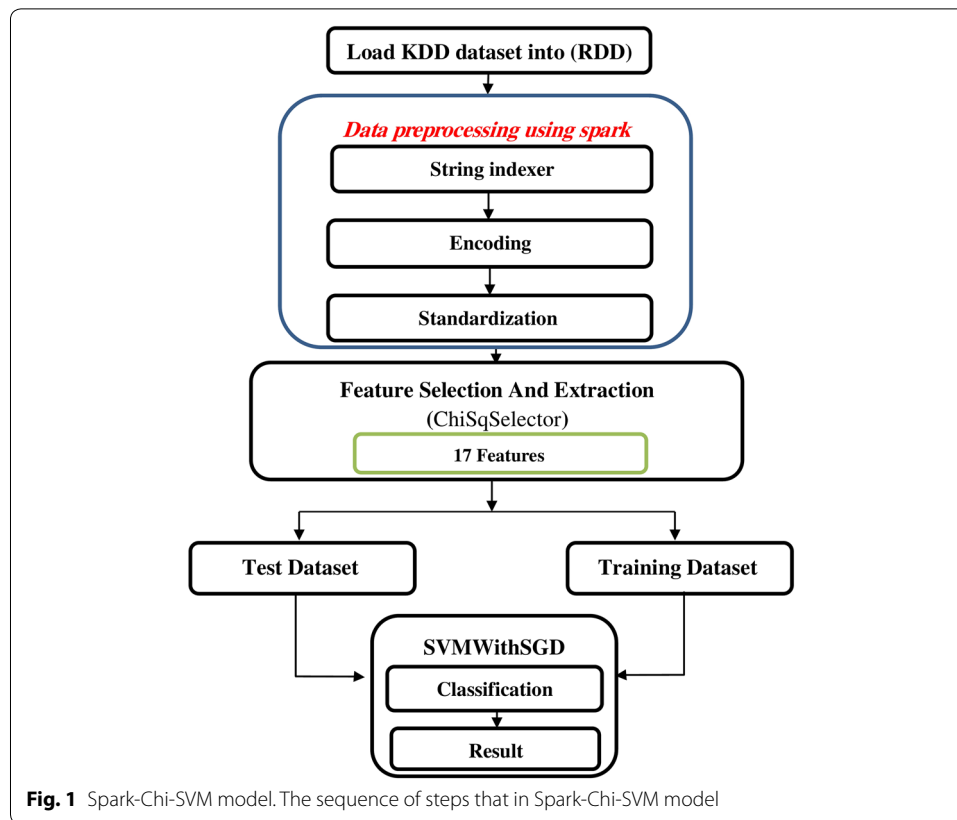 Load KDD dataset into (RDD)
Data preprocessing using spark
String indexer
Encoding
Standardization
Feature Selection And Extraction
(ChiSqSelector)
17 Features
Test Dataset
Training Dataset
SVMWithSGD
Classification
Result
Fig. 1 Spark-Chi-SVM model. The sequence of steps that in Spark-Chi-SVM model